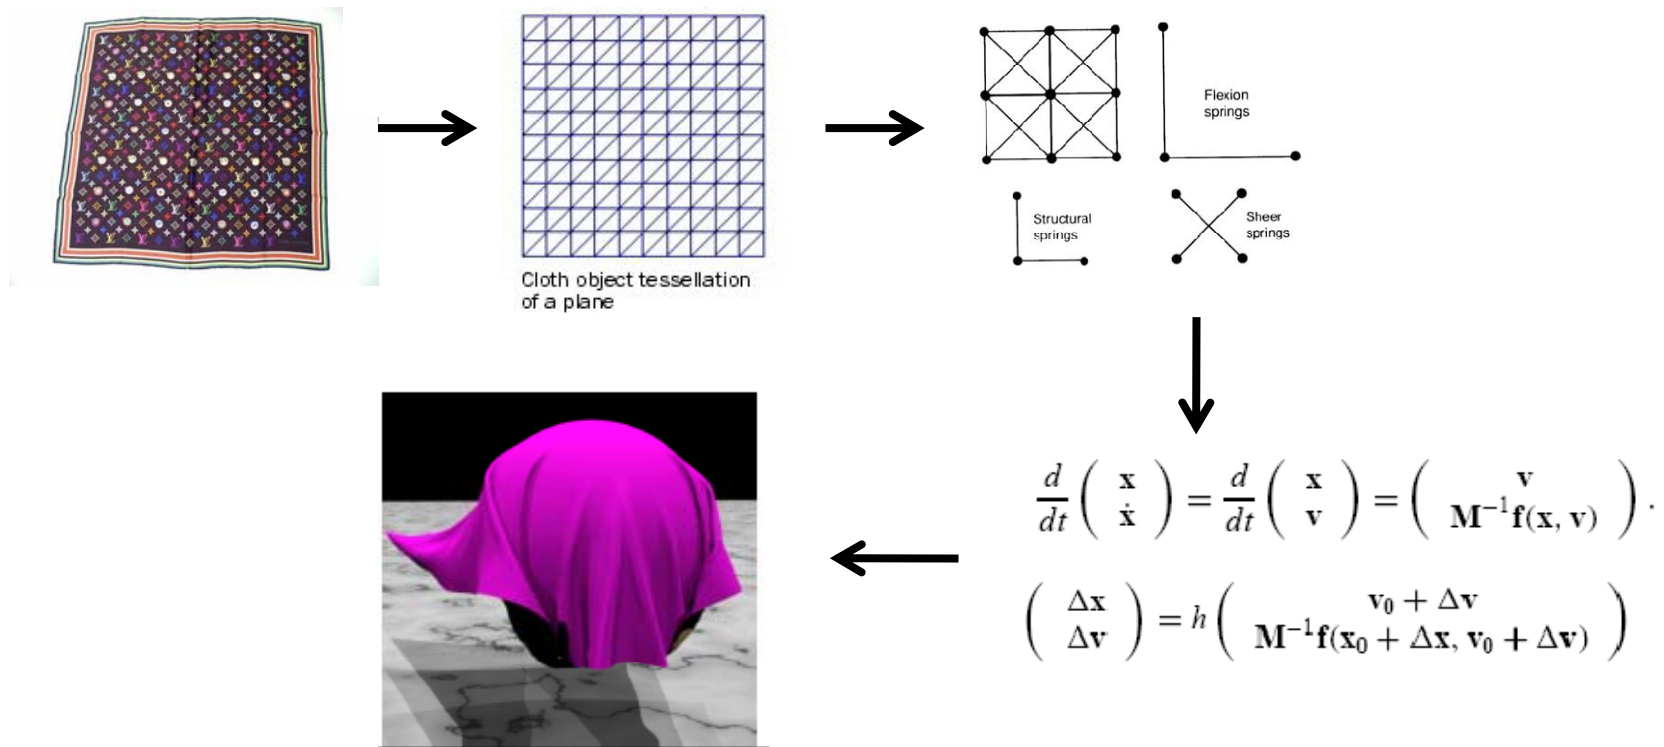 Cloth object tessellation
of a plane
Flexion
springs
Structural
springs
Sheer
springs
d/dt ( x ẋ ) = d/dt ( x v ) = ( v M⁻¹f(x, v) ) .
( Δx Δv ) = h ( v₀ + Δv M⁻¹f(x₀ + Δx, v₀ + Δv) )